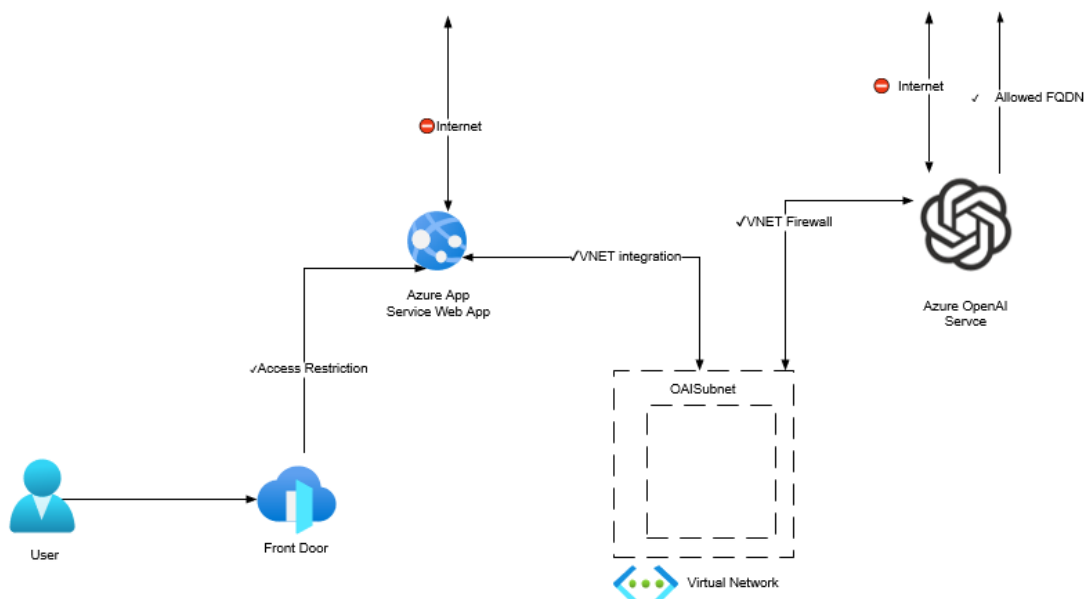 Internet
Allowed FQDN
Internet
✓VNET Firewall
✓VNET integration
Azure App
Service Web App
Azure OpenAI
Servce
✓Access Restriction
OAISubnet
User
Front Door
Virtual Network